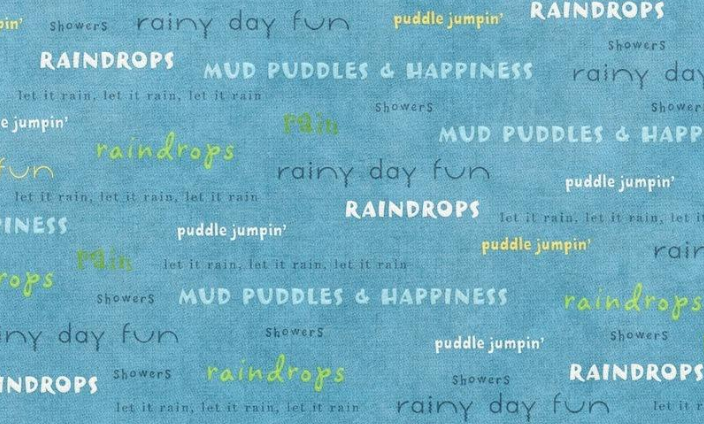 pin' showers rainy day fun puddle jumpin' RAINDROPS
showers
RAINDROPS MUD PUDDLES & HAPPINESS rainy day
let it rain, let it rain, let it rain showers showers
e jumpin' rain MUD PUDDLES & HAPP
raindrops
fun rainy day fun puddle jumpin'
let it rain, let it rain, let it rain RAINDROPS let it rain, let it rain, let it
INESS puddle jumpin' puddle jumpin' rain
rain let it rain, let it rain, let it rain
rops showers MUD PUDDLES & HAPPINESS raindrops
iny day fun showers puddle jumpin' showers
INDROPS showers raindrops showers RAINDROPS
let it rain, let it rain, let it rain rainy day fun let it r